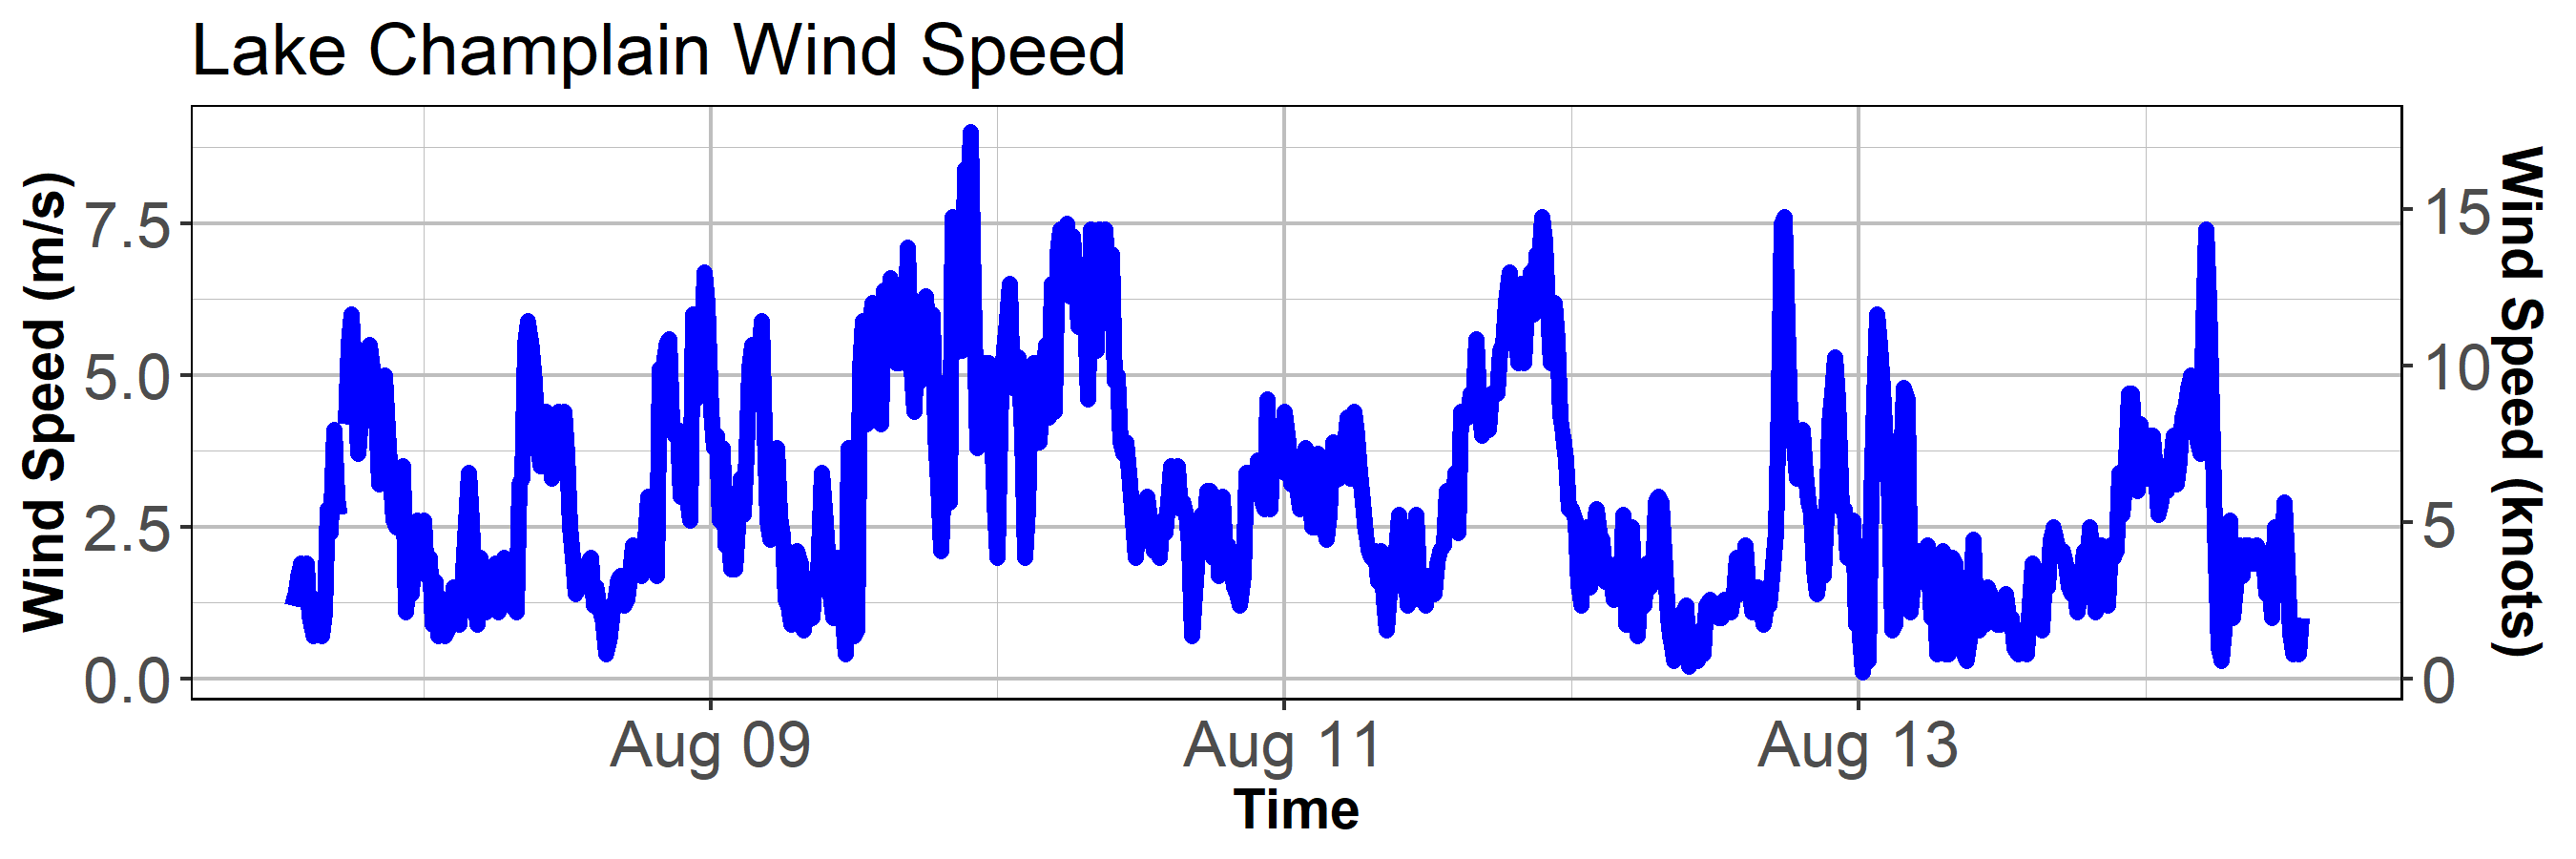 Lake Champlain Wind Speed
Wind Speed (m/s)
7.5
5.0
2.5
0.0
15
10
5
0
Wind Speed (knots)
Aug 09 Aug 11 Aug 13
Time